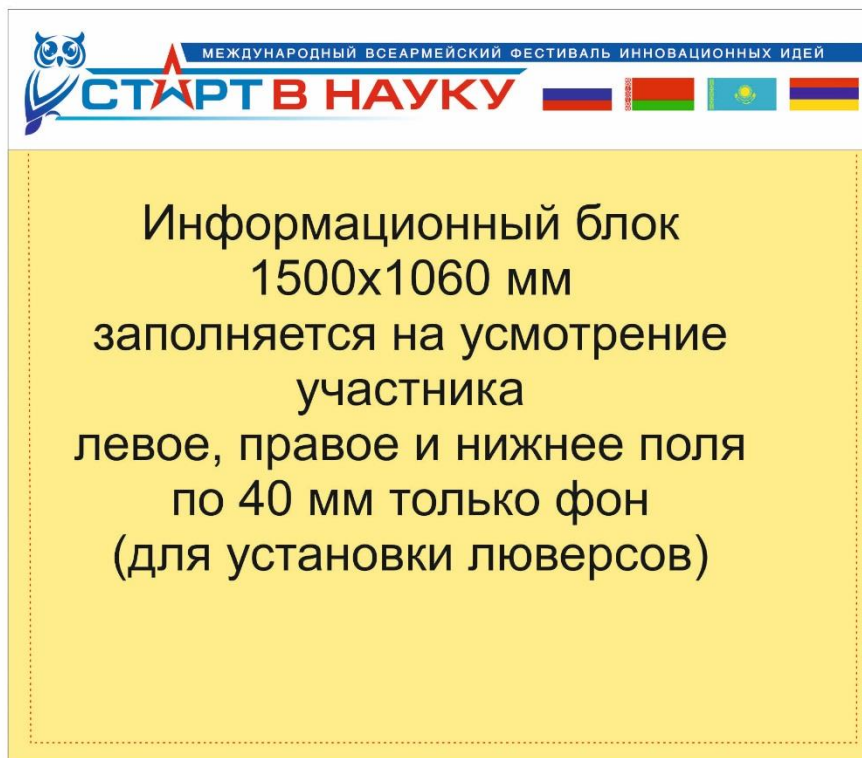 МЕЖДУНАРОДНЫЙ ВСЕАРМЕЙСКИЙ ФЕСТИВАЛЬ ИННОВАЦИОННЫХ ИДЕЙ
СТАРТ В НАУКУ
Информационный блок
1500х1060 мм
заполняется на усмотрение
участника
левое, правое и нижнее поля
по 40 мм только фон
(для установки люверсов)